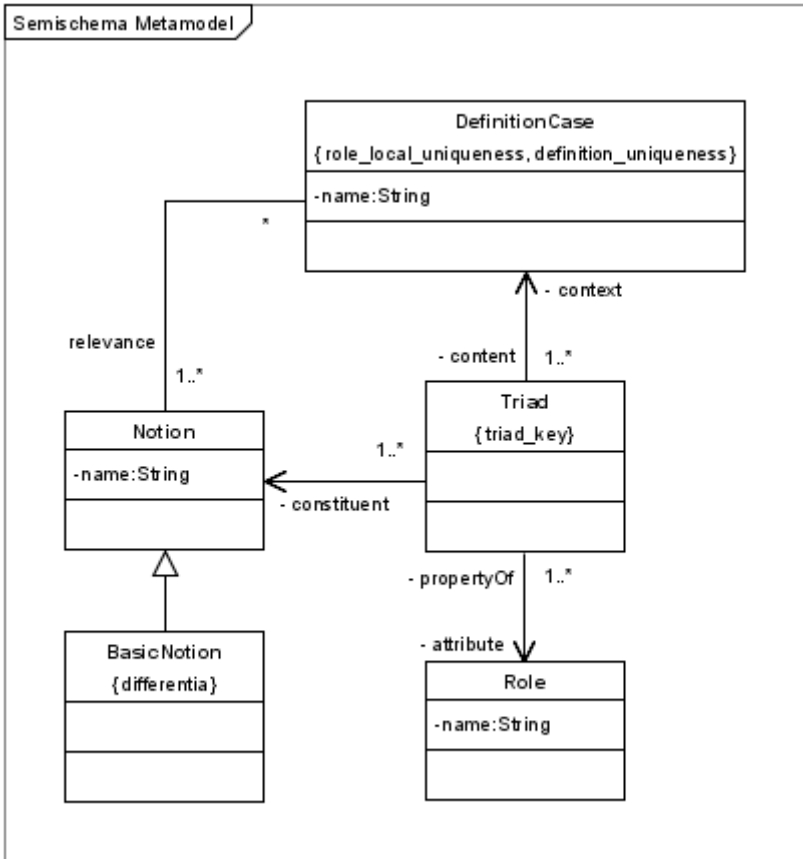 Semischema Metamodel
DefinitionCase
{role_local_uniqueness, definition_uniqueness}
-name:String
*
- context
relevance
- content
1..*
1..*
Triad
{triad_key}
Notion
-name:String
1..*
- constituent
- propertyOf
1..*
- attribute
BasicNotion
{differentia}
Role
-name:String